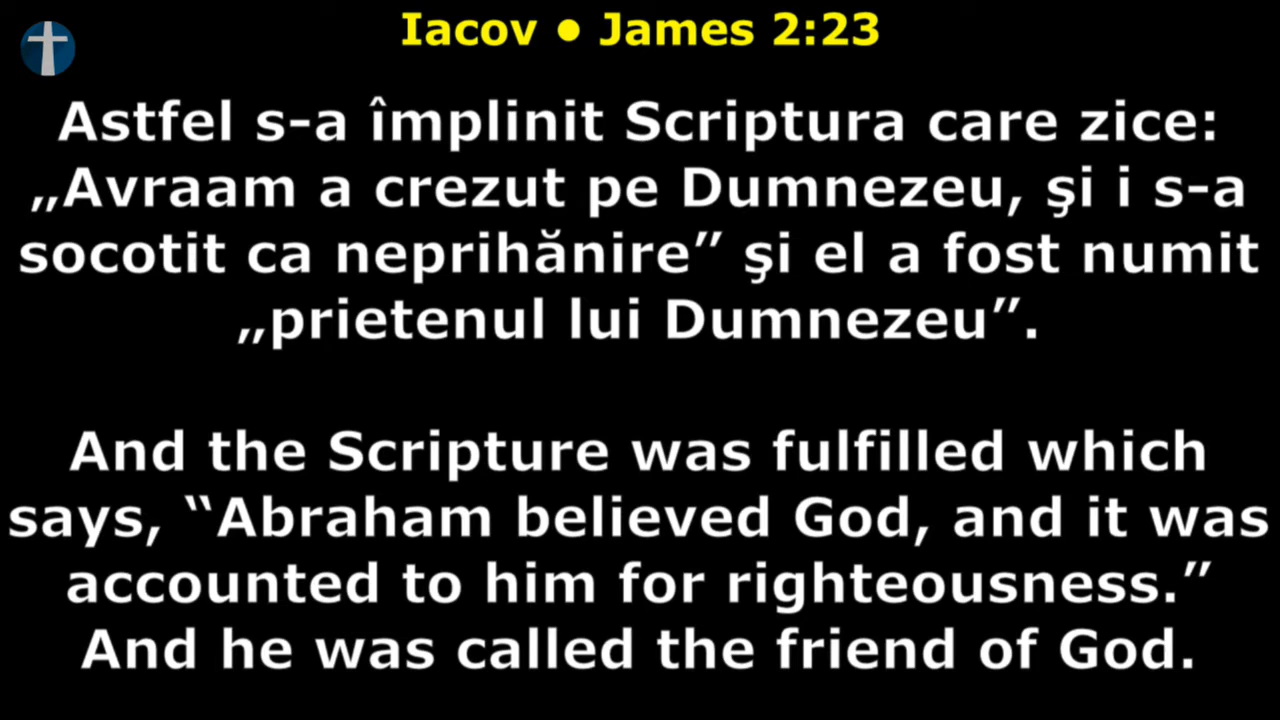 Iacov ● James 2:23
Astfel s-a împlinit Scriptura care zice:
„Avraam a crezut pe Dumnezeu, şi i s-a
socotit ca neprihănire” şi el a fost numit
„prietenul lui Dumnezeu”.
And the Scripture was fulfilled which
says, “Abraham believed God, and it was
accounted to him for righteousness.”
And he was called the friend of God.